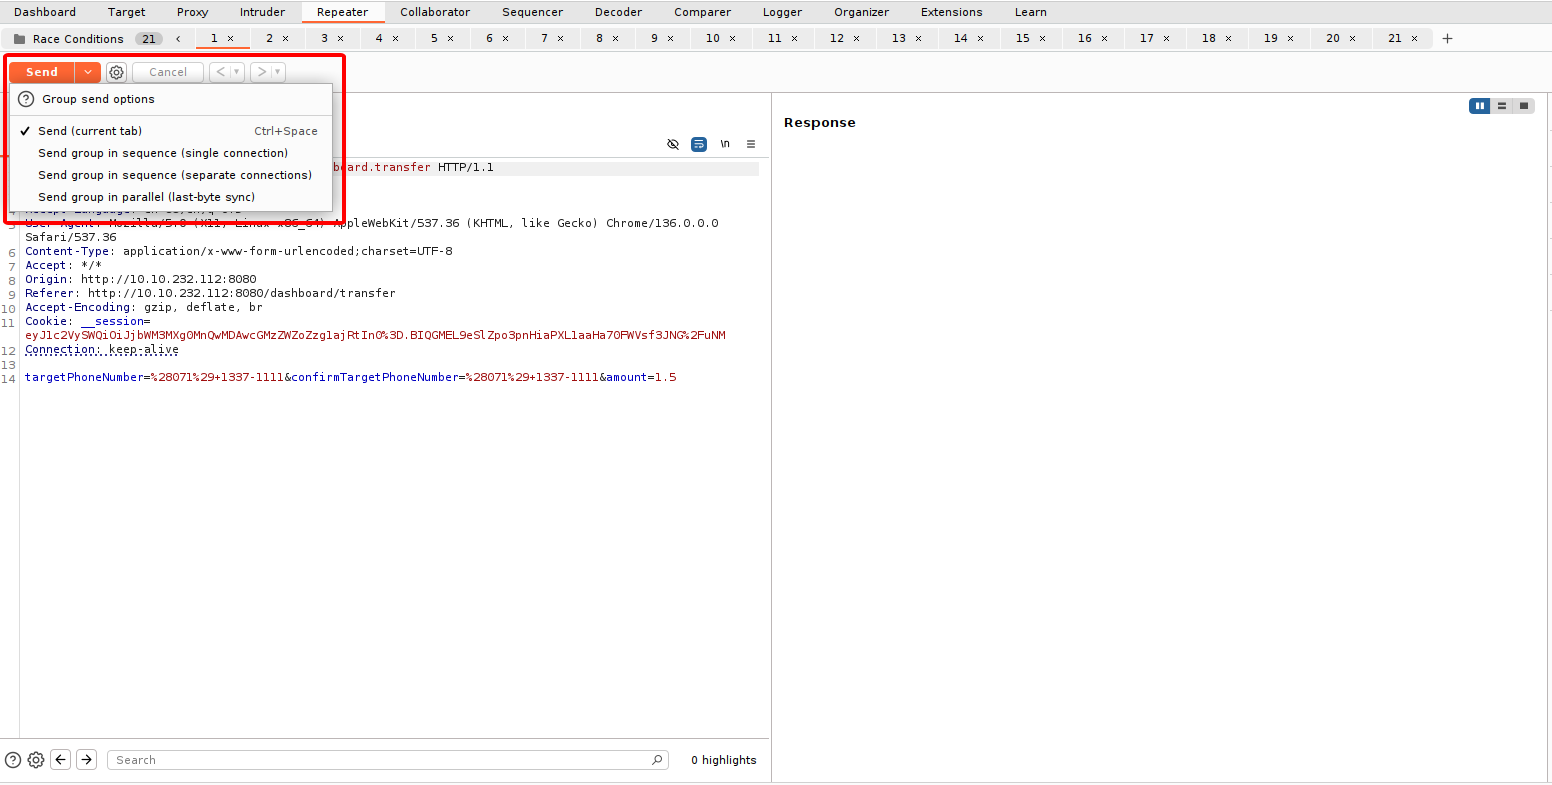 Dashboard Target Proxy Intruder Repeater Collaborator Sequencer Decoder Comparer Logger Organizer Extensions Learn
Race Conditions 21 1 × 2 × 3 × 4 × 5 × 6 × 7 × 8 × 9 × 10 × 11 × 12 × 13 × 14 × 15 × 16 × 17 × 18 × 19 × 20 × 21 × +
Send Cancel < >
Group send options
Send (current tab) Ctrl+Space
Send group in sequence (single connection)
Send group in sequence (separate connections)
Send group in parallel (last-byte sync)
Response
\n
board.transfer HTTP/1.1
5 User-Agent: Mozilla/5.0 (X11; Linux x86_64) AppleWebKit/537.36 (KHTML, like Gecko) Chrome/136.0.0.0
Safari/537.36
6 Content-Type: application/x-www-form-urlencoded;charset=UTF-8
7 Accept: */*
8 Origin: http://10.10.232.112:8080
9 Referer: http://10.10.232.112:8080/dashboard/transfer
10 Accept-Encoding: gzip, deflate, br
11 Cookie: __session=
eyJ1c2VySWQiOiJjbWM3MXg0MnQwMDAwcGMzZWZoZzg1ajRtIn0%3D.BIQGMEL9eSlZpo3pnHiaPXL1aaHa70FWVsf3JNG%2FuNM
12 Connection: keep-alive
13
14 targetPhoneNumber=%28071%29+1337-1111&confirmTargetPhoneNumber=%28071%29+1337-1111&amount=1.5
Search 0 highlights